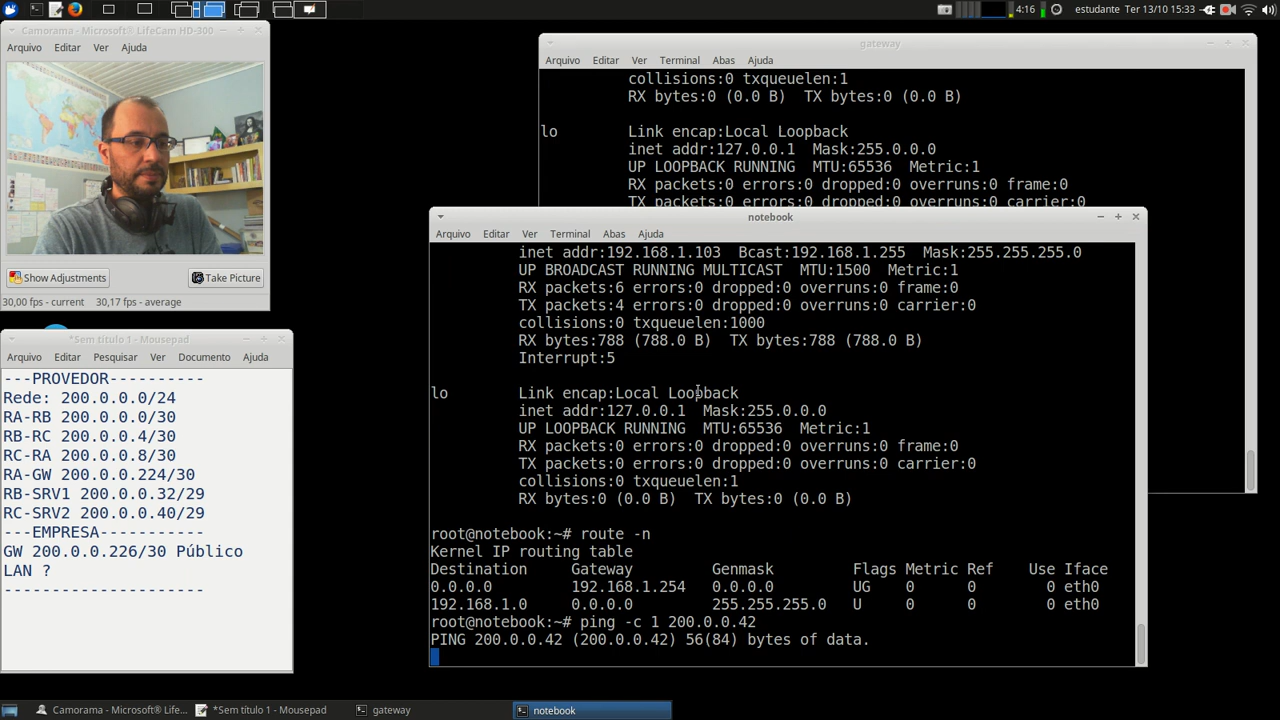 4:16
estudante Ter 13/10 15:33
Camorama - Microsoft® LifeCam HD-300
Arquivo Editar Ver Ajuda
Show Adjustments Take Picture
30,00 fps - current 30,17 fps - average
*Sem título 1 - Mousepad
Arquivo Editar Pesquisar Ver Documento Ajuda
---PROVEDOR----------
Rede: 200.0.0.0/24
RA-RB 200.0.0.0/30
RB-RC 200.0.0.4/30
RC-RA 200.0.0.8/30
RA-GW 200.0.0.224/30
RB-SRV1 200.0.0.32/29
RC-SRV2 200.0.0.40/29
---EMPRESA-----------
GW 200.0.0.226/30 Público
LAN ?
---------------------
gateway
Arquivo Editar Ver Terminal Abas Ajuda
collisions:0 txqueuelen:1
RX bytes:0 (0.0 B) TX bytes:0 (0.0 B)
lo Link encap:Local Loopback
inet addr:127.0.0.1 Mask:255.0.0.0
UP LOOPBACK RUNNING MTU:65536 Metric:1
RX packets:0 errors:0 dropped:0 overruns:0 frame:0
TX packets:0 errors:0 dropped:0 overruns:0 carrier:0
notebook
Arquivo Editar Ver Terminal Abas Ajuda
inet addr:192.168.1.103 Bcast:192.168.1.255 Mask:255.255.255.0
UP BROADCAST RUNNING MULTICAST MTU:1500 Metric:1
RX packets:6 errors:0 dropped:0 overruns:0 frame:0
TX packets:4 errors:0 dropped:0 overruns:0 carrier:0
collisions:0 txqueuelen:1000
RX bytes:788 (788.0 B) TX bytes:788 (788.0 B)
Interrupt:5
lo Link encap:Local Loopback
inet addr:127.0.0.1 Mask:255.0.0.0
UP LOOPBACK RUNNING MTU:65536 Metric:1
RX packets:0 errors:0 dropped:0 overruns:0 frame:0
TX packets:0 errors:0 dropped:0 overruns:0 carrier:0
collisions:0 txqueuelen:1
RX bytes:0 (0.0 B) TX bytes:0 (0.0 B)
root@notebook:~# route -n
Kernel IP routing table
Destination Gateway Genmask Flags Metric Ref Use Iface
0.0.0.0 192.168.1.254 0.0.0.0 UG 0 0 0 eth0
192.168.1.0 0.0.0.0 255.255.255.0 U 0 0 0 eth0
root@notebook:~# ping -c 1 200.0.0.42
PING 200.0.0.42 (200.0.0.42) 56(84) bytes of data.
Camorama - Microsoft® Life...
*Sem título 1 - Mousepad
gateway
notebook